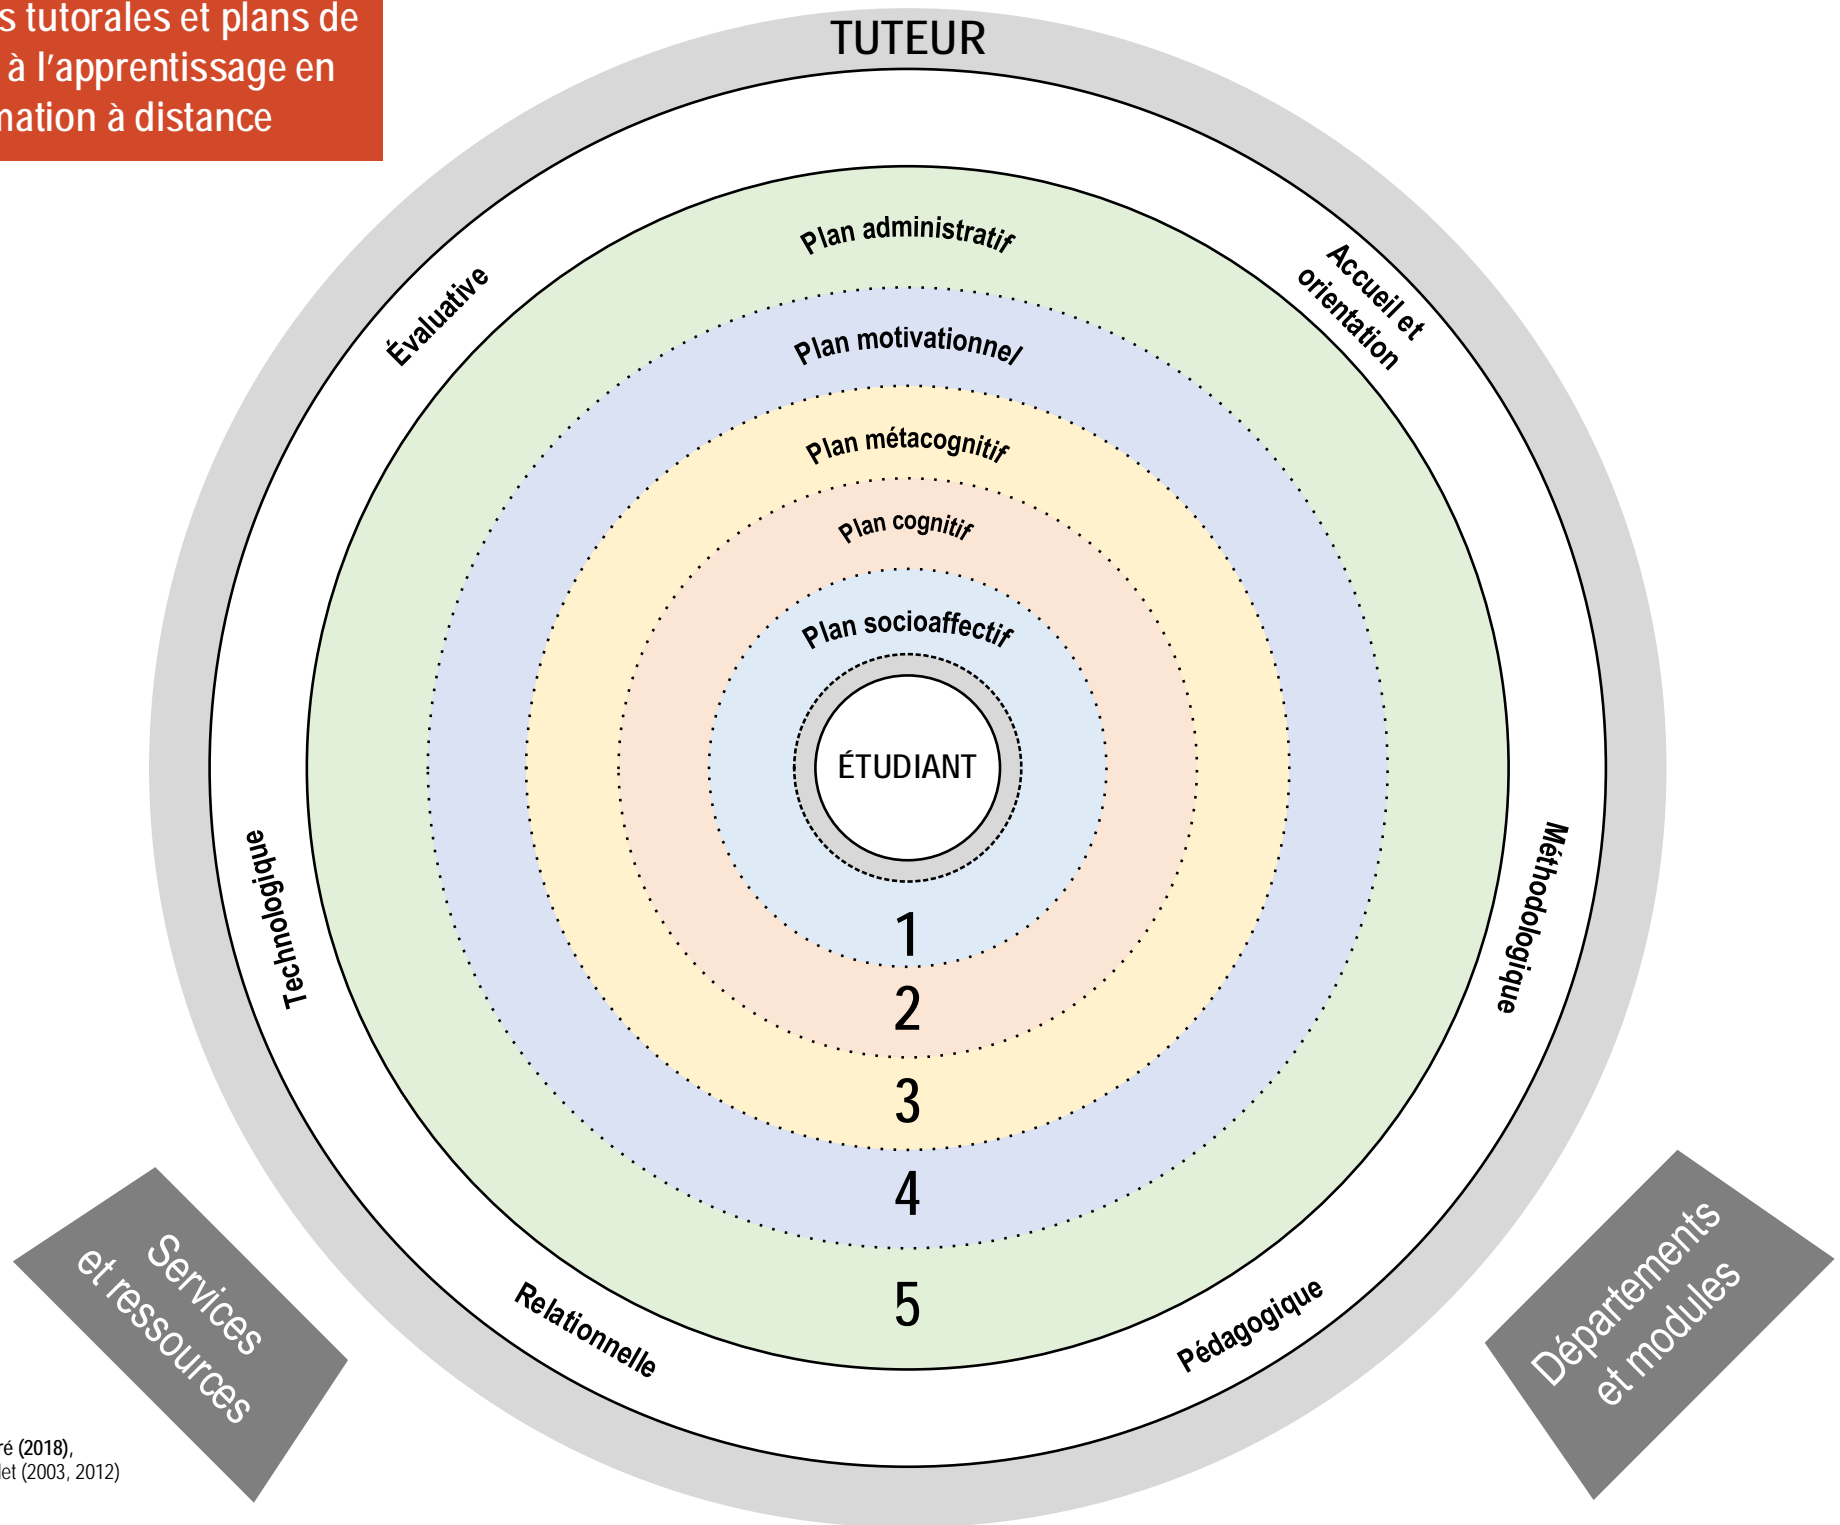 s tutorales et plans de
à l'apprentissage en
mation à distance
TUTEUR
Plan administratif
Accueil et
orientation
Évaluative
Plan motivationnel
Plan métacognitif
Plan cognitif
Plan socioaffectif
ÉTUDIANT
Technologique
Méthodologique
1
2
3
4
5
Services
et ressources
Relationnelle
Pédagogique
Départements
et modules
ré (2018),
let (2003, 2012)